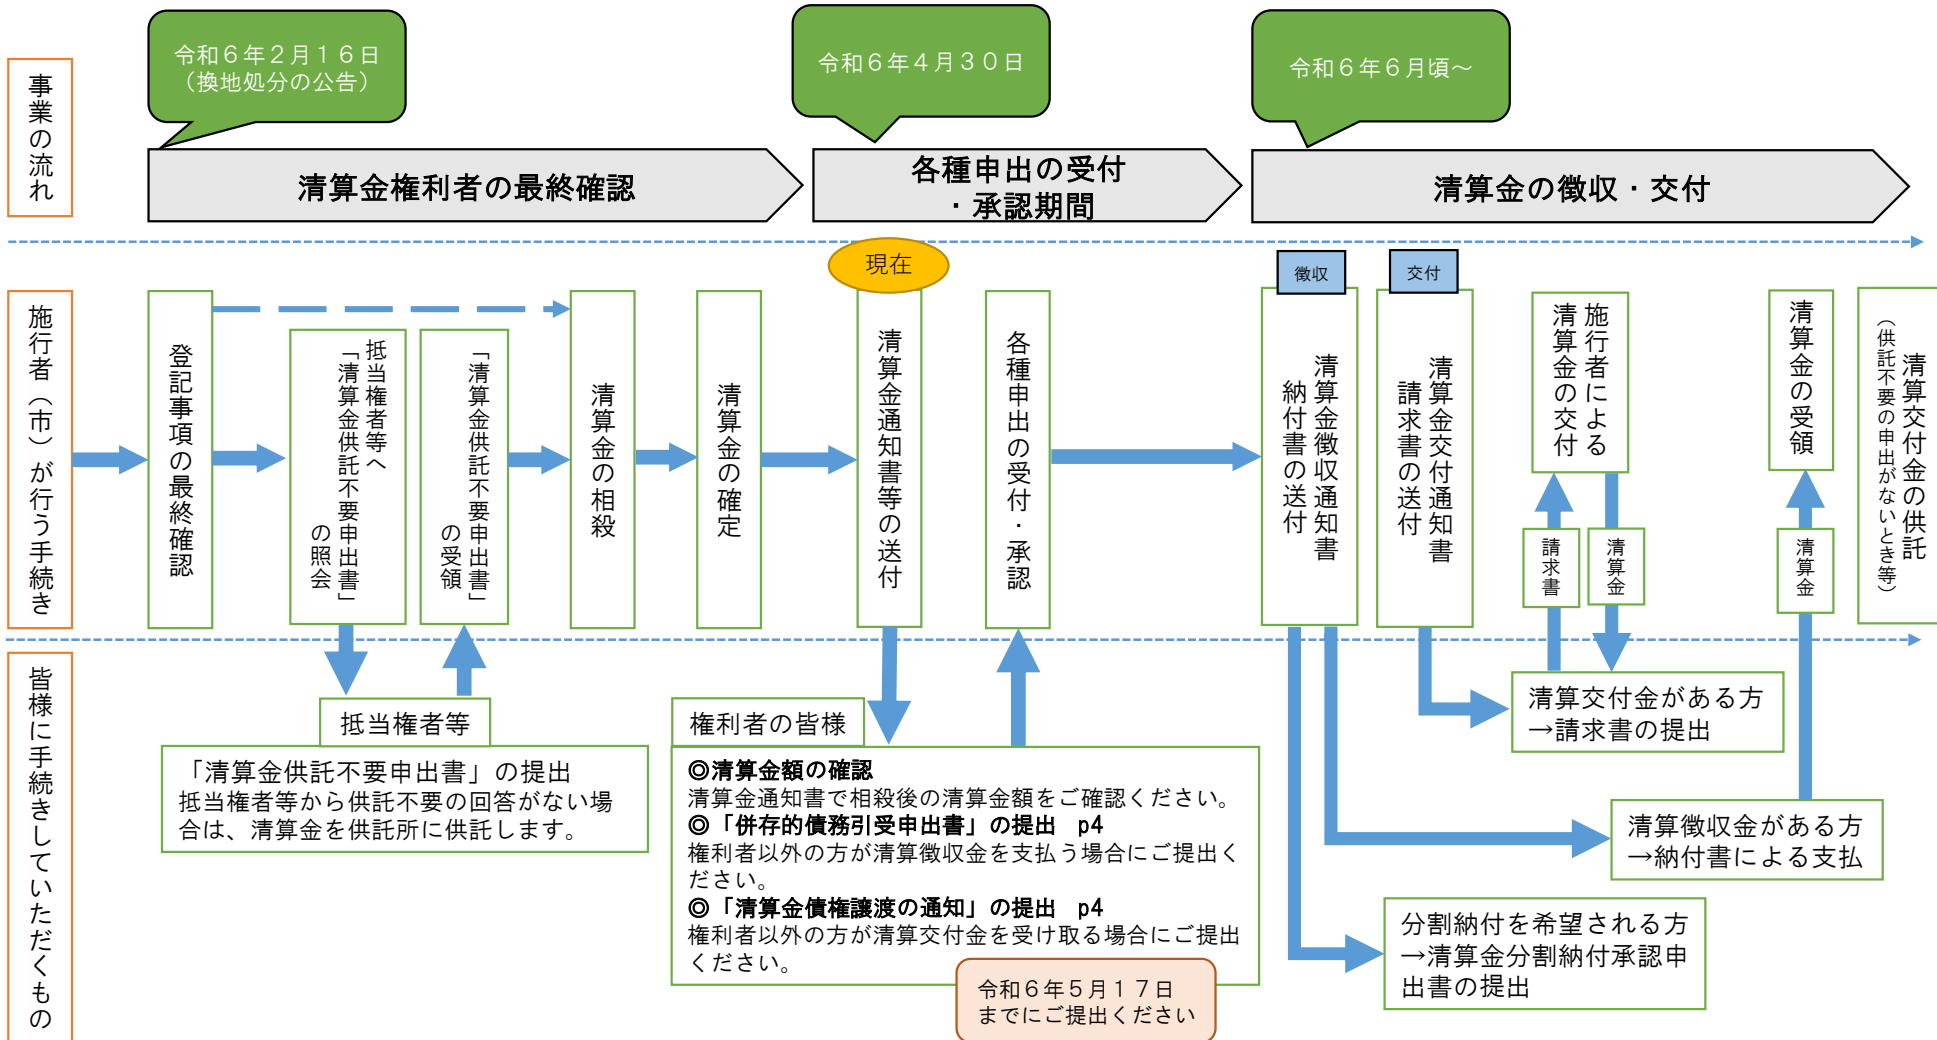 令和６年２月１６日
（換地処分の公告）
令和６年４月３０日
令和６年６月頃～
事業の流れ
清算金権利者の最終確認
各種申出の受付
・承認期間
清算金の徴収・交付
現在
徴収
交付
施行者（市）が行う手続き
登記事項の最終確認
抵当権者等へ
「清算金供託不要申出書」
の照会
「清算金供託不要申出書」
の受領
清算金の相殺
清算金の確定
清算金通知書等の送付
各種申出の受付・承認
清算金徴収通知書
納付書の送付
清算金交付通知書
請求書の送付
施行者による
清算金の交付
請求書
清算金
清算金の受領
清算金
清算交付金の供託
（供託不要の申出がないとき等）
皆様に手続きしていただくもの
抵当権者等
「清算金供託不要申出書」の提出
抵当権者等から供託不要の回答がない場
合は、清算金を供託所に供託します。
権利者の皆様
◎清算金額の確認
清算金通知書で相殺後の清算金額をご確認ください。
◎「併存的債務引受申出書」の提出　p4
権利者以外の方が清算徴収金を支払う場合にご提出く
ださい。
◎「清算金債権譲渡の通知」の提出　p4
権利者以外の方が清算交付金を受け取る場合にご提出
ください。
令和６年５月１７日
までにご提出ください
清算交付金がある方
→請求書の提出
清算徴収金がある方
→納付書による支払
分割納付を希望される方
→清算金分割納付承認申
出書の提出